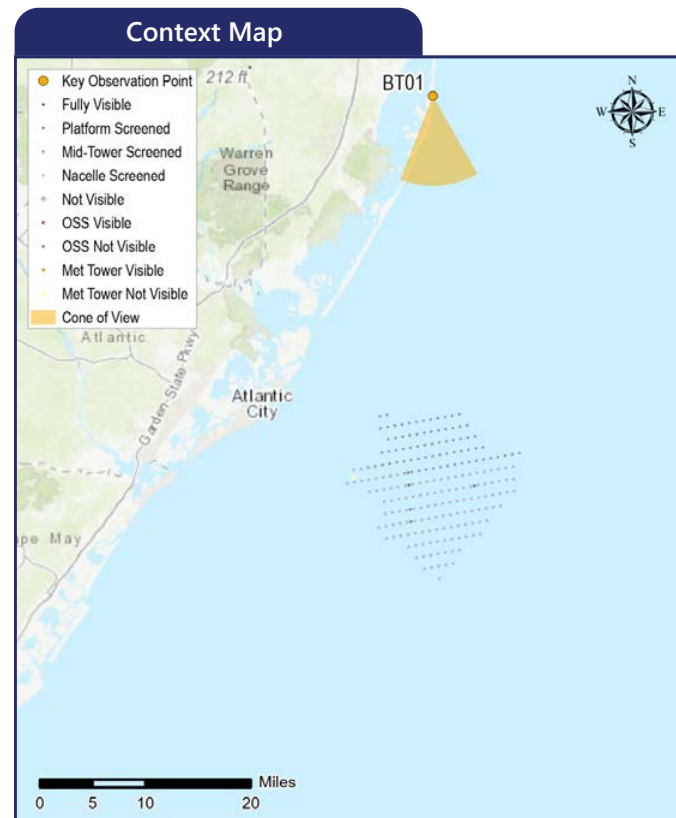 Context Map
Key Observation Point
Fully Visible
Platform Screened
Mid-Tower Screened
Nacelle Screened
Not Visible
OSS Visible
OSS Not Visible
Met Tower Visible
Met Tower Not Visible
Cone of View
212 ft
BT01
N
W
E
S
Warren
Grove
Range
Atlantic
Garden-State-Pkwy
Atlantic
City
ape May
Miles
0 5 10 20